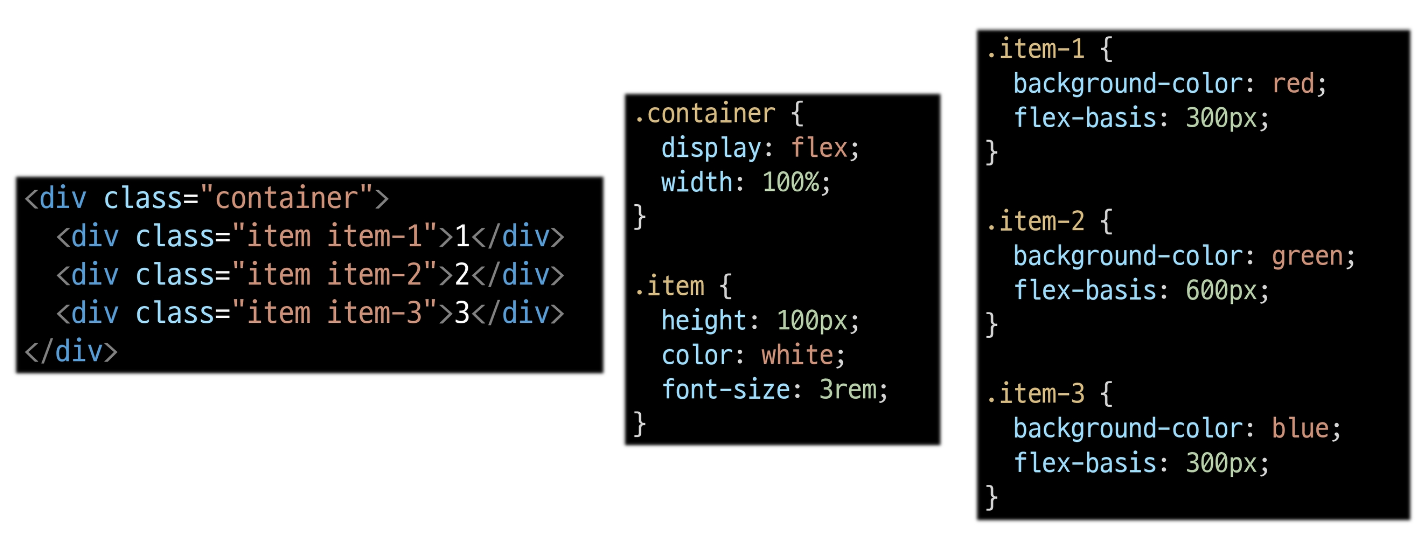 <div class="container">
  <div class="item item-1">1</div>
  <div class="item item-2">2</div>
  <div class="item item-3">3</div>
</div>
.container {
  display: flex;
  width: 100%;
}
.item {
  height: 100px;
  color: white;
  font-size: 3rem;
}
.item-1 {
  background-color: red;
  flex-basis: 300px;
}
.item-2 {
  background-color: green;
  flex-basis: 600px;
}
.item-3 {
  background-color: blue;
  flex-basis: 300px;
}